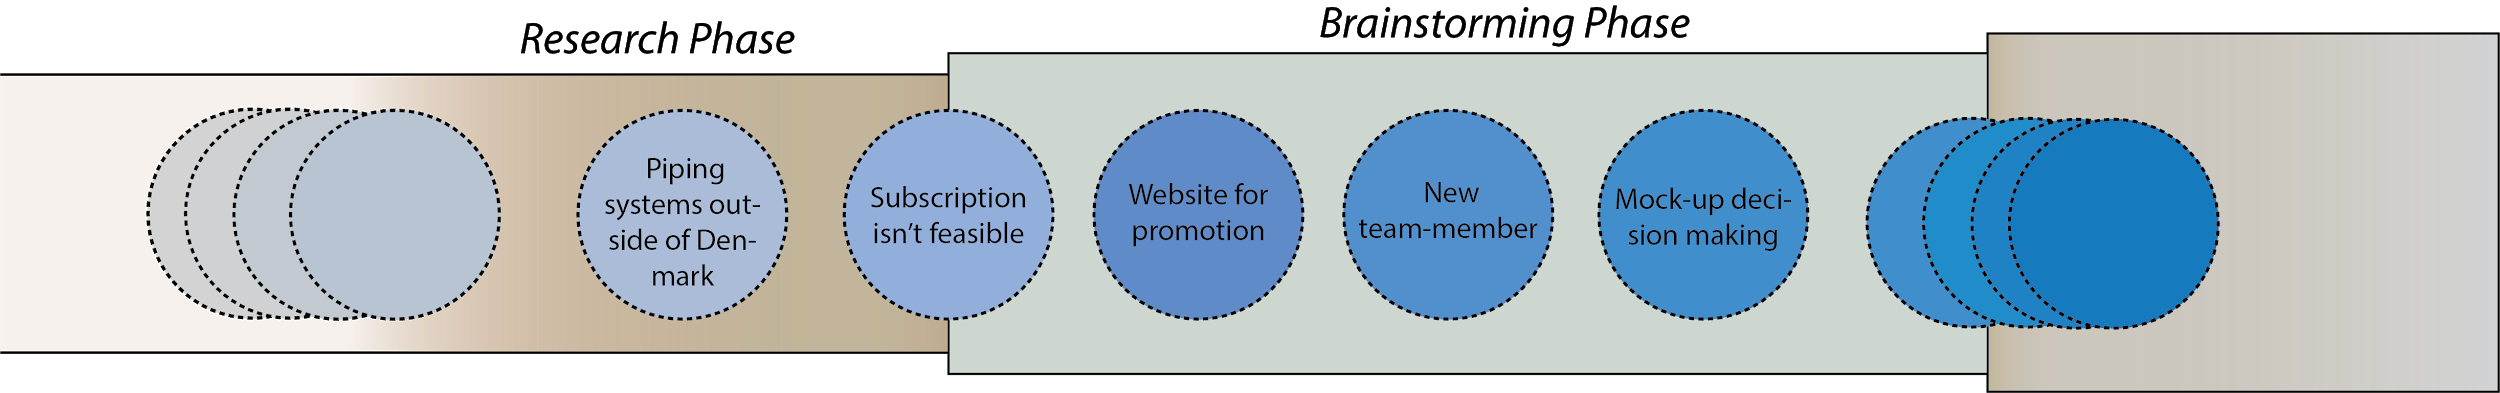 Research Phase
Brainstorming Phase
Piping
systems out-
side of Den-
mark
Subscription
isn't feasible
Website for
promotion
New
team-member
Mock-up deci-
sion making